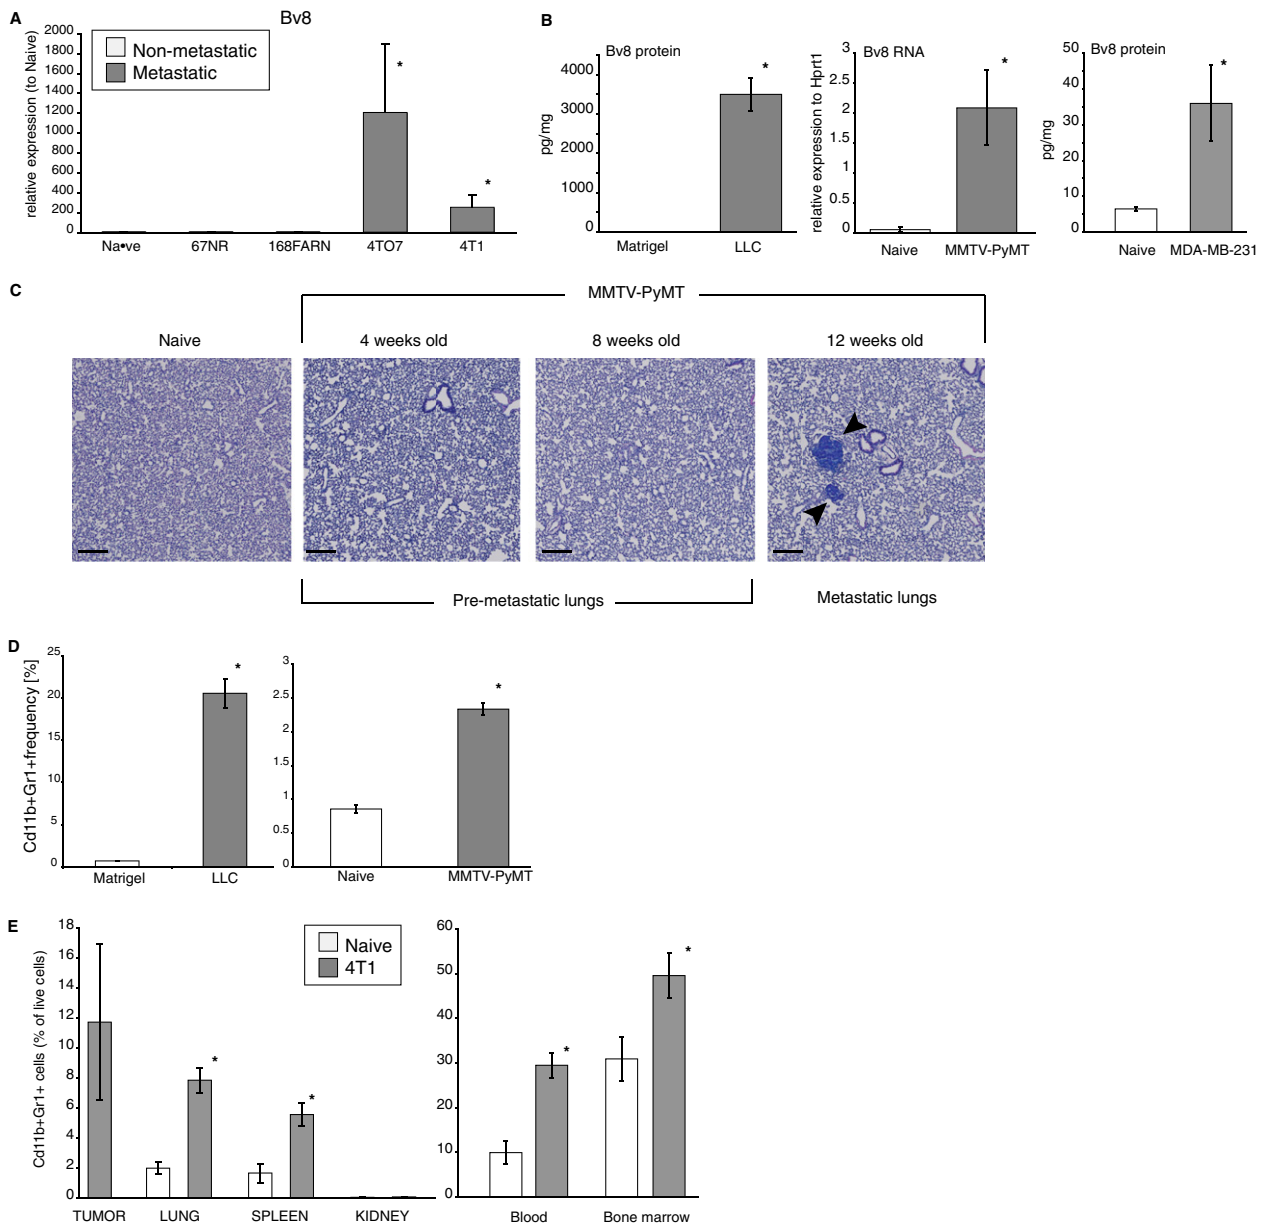 A
Bv8
relative expression (to Naive)
2000
1800
1600
1400
1200
1000
800
600
400
200
0
Non-metastatic
Metastatic
*
*
Na•ve 67NR 168FARN 4TO7 4T1
B
Bv8 protein
pg/mg
4000
3000
2000
1000
0
*
Matrigel LLC
Bv8 RNA
relative expression to Hprt1
3
2.5
2
1.5
1
0.5
0
*
Naive MMTV-PyMT
Bv8 protein
pg/mg
50
40
30
20
10
0
*
Naive MDA-MB-231
C
MMTV-PyMT
Naive 4 weeks old 8 weeks old 12 weeks old
Pre-metastatic lungs Metastatic lungs
D
Cd11b+Gr1+frequency [%]
25
20
15
10
5
0
*
Matrigel LLC
3
2.5
2
1.5
1
0.5
0
*
Naive MMTV-PyMT
E
Cd11b+Gr1+ cells (% of live cells)
18
16
14
12
10
8
6
4
2
0
Naive
4T1
*
*
TUMOR LUNG SPLEEN KIDNEY
60
50
40
30
20
10
0
*
*
Blood Bone marrow